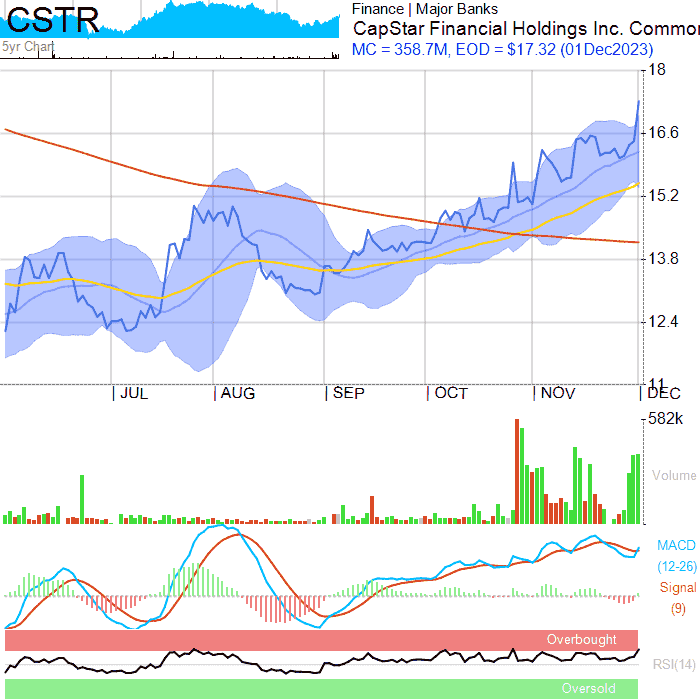 CSTR
5yr Chart
Finance | Major Banks
CapStar Financial Holdings Inc. Common
MC = 358.7M, EOD = $17.32 (01Dec2023)
18
16.6
15.2
13.8
12.4
11
JUL AUG SEP OCT NOV DEC
582k
Volume
MACD
(12-26)
Signal
(9)
Overbought
RSI(14)
Oversold